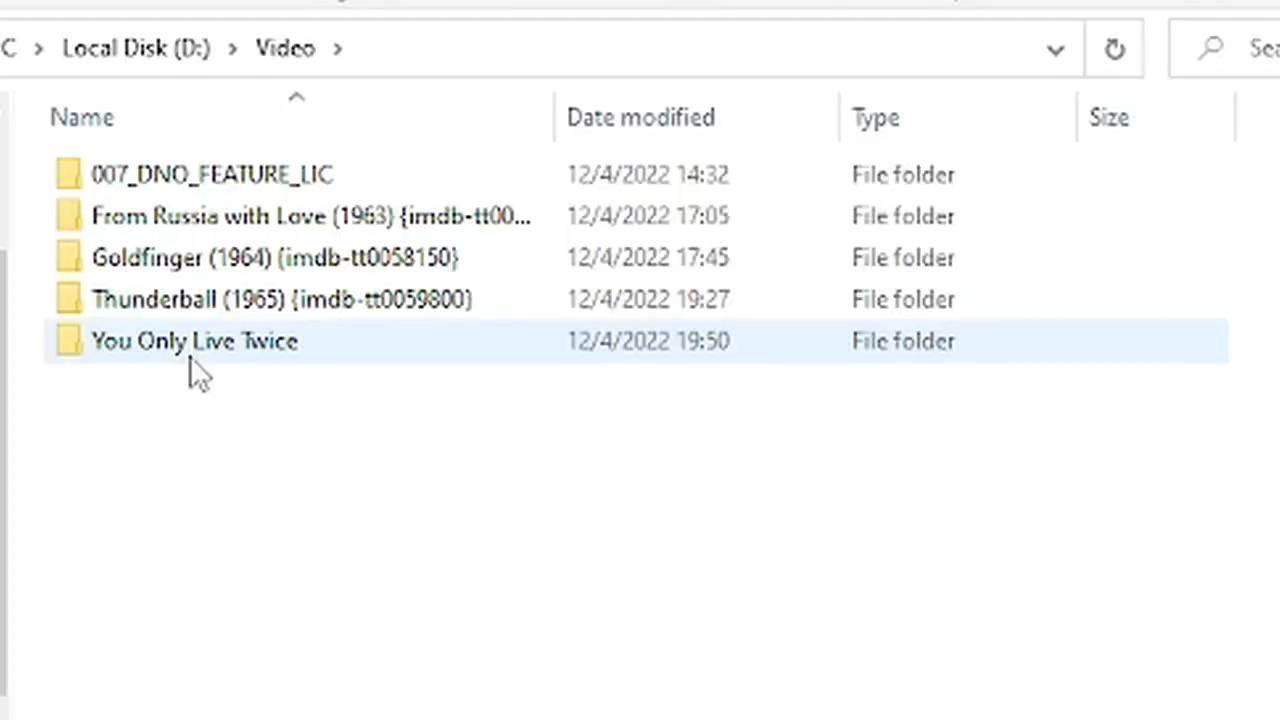 C > Local Disk (D:) > Video >
Name Date modified Type Size
007_DNO_FEATURE_LIC 12/4/2022 14:32 File folder
From Russia with Love (1963) {imdb-tt00... 12/4/2022 17:05 File folder
Goldfinger (1964) {imdb-tt0058150} 12/4/2022 17:45 File folder
Thunderball (1965) {imdb-tt0059800} 12/4/2022 19:27 File folder
You Only Live Twice 12/4/2022 19:50 File folder